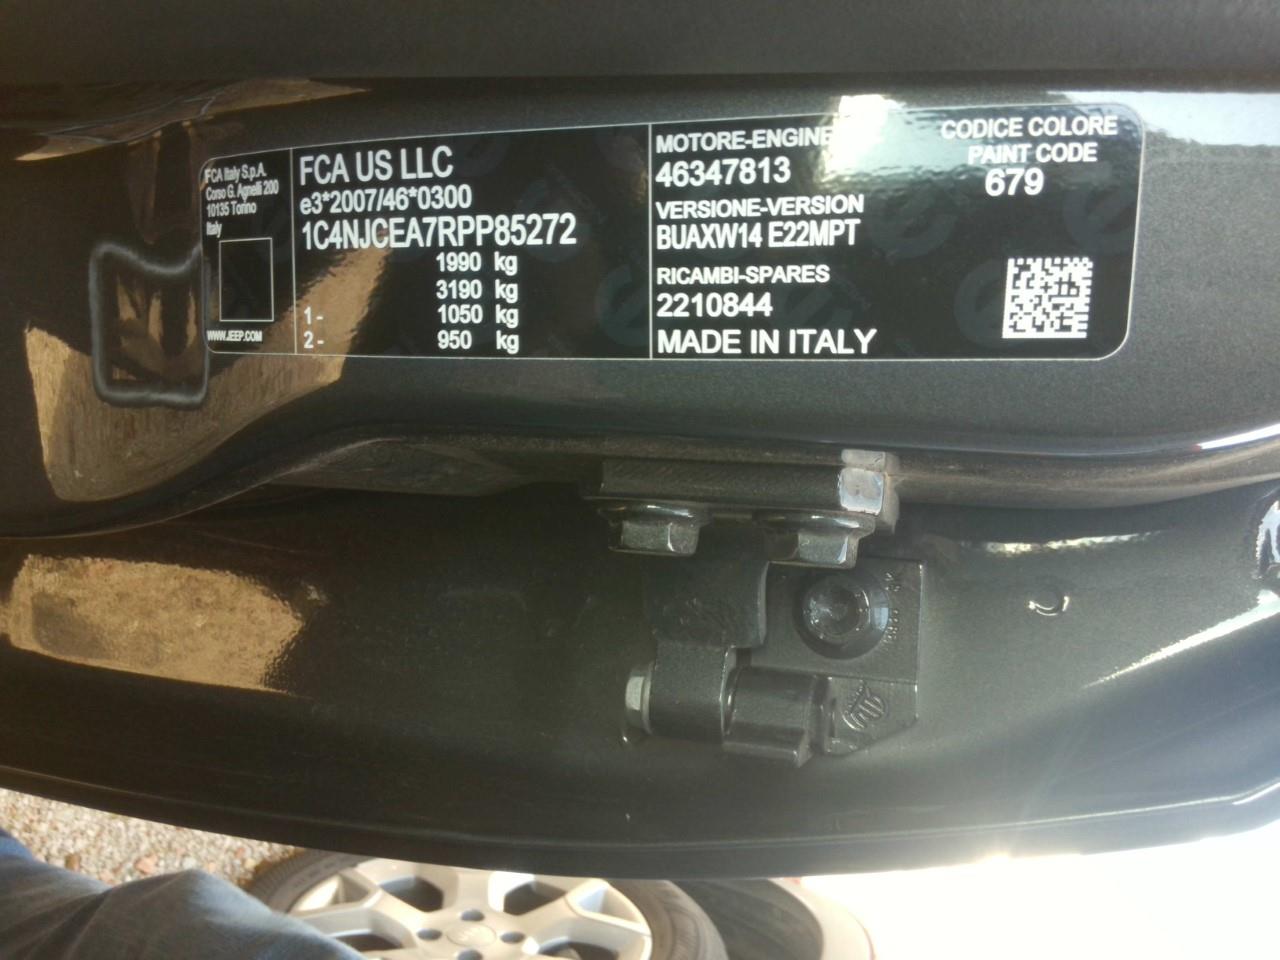 FCA Italy S.p.A.
Corso G. Agnelli 200
10135 Torino
Italy
WWW.JEEP.COM
FCA US LLC
e3*2007/46*0300
1C4NJCEA7RPP85272
1990 kg
3190 kg
1- 1050 kg
2- 950 kg
MOTORE-ENGINE
46347813
VERSIONE-VERSION
BUAXW14 E22MPT
RICAMBI-SPARES
2210844
MADE IN ITALY
CODICE COLORE
PAINT CODE
679